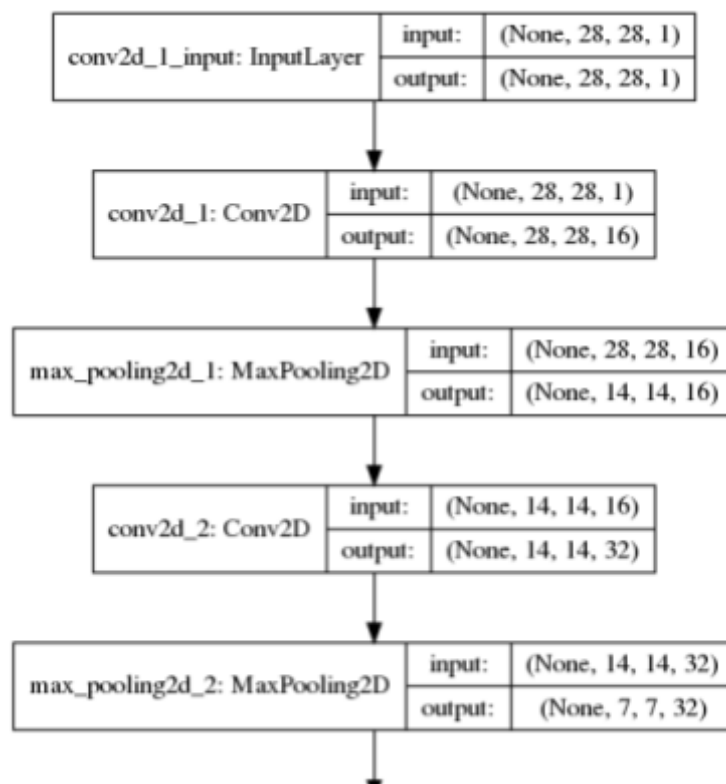 conv2d_1_input: InputLayer
input: (None, 28, 28, 1)
output: (None, 28, 28, 1)
conv2d_1: Conv2D
input: (None, 28, 28, 1)
output: (None, 28, 28, 16)
max_pooling2d_1: MaxPooling2D
input: (None, 28, 28, 16)
output: (None, 14, 14, 16)
conv2d_2: Conv2D
input: (None, 14, 14, 16)
output: (None, 14, 14, 32)
max_pooling2d_2: MaxPooling2D
input: (None, 14, 14, 32)
output: (None, 7, 7, 32)